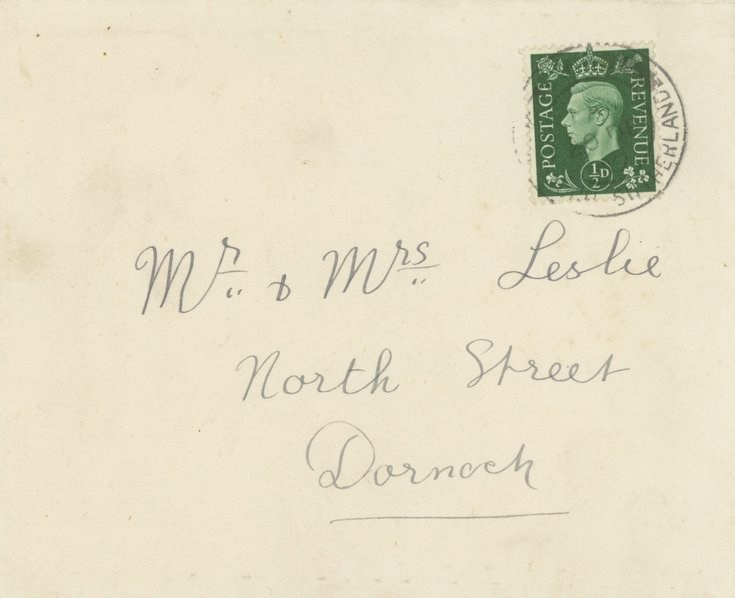 POSTAGE
REVENUE
½D
SUTHERLAND
Mr. & Mrs. Leslie
North Street
Dornoch